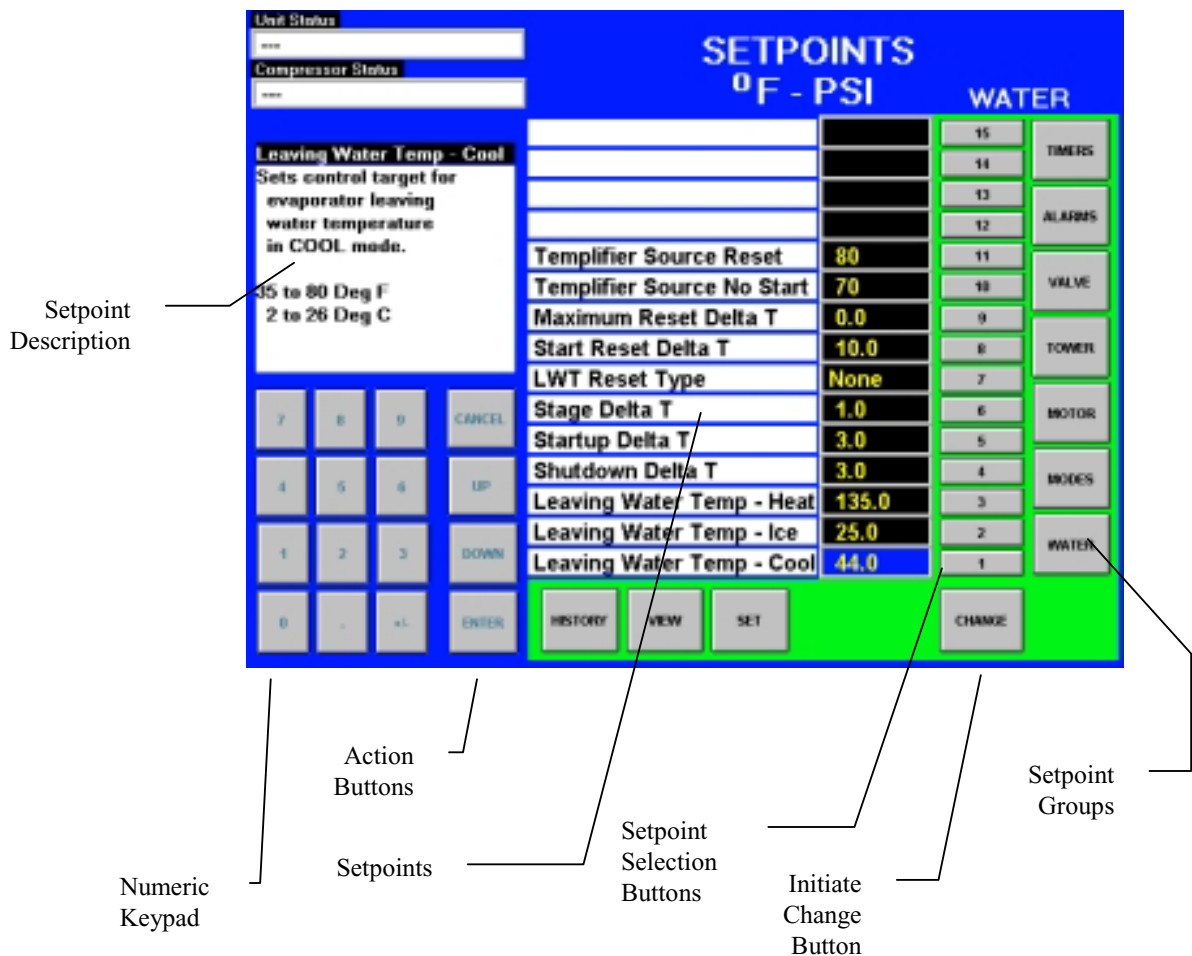 Unit Status
---
Compressor Status
---
SETPOINTS
⁰F - PSI
WATER
Leaving Water Temp - Cool
Sets control target for
evaporator leaving
water temperature
in COOL mode.
35 to 80 Deg F
2 to 26 Deg C
15
14
13
12
Templifier Source Reset 80 11
Templifier Source No Start 70 10
Maximum Reset Delta T 0.0 9
Start Reset Delta T 10.0 8
LWT Reset Type None 7
Stage Delta T 1.0 6
Startup Delta T 3.0 5
Shutdown Delta T 3.0 4
Leaving Water Temp - Heat 135.0 3
Leaving Water Temp - Ice 25.0 2
Leaving Water Temp - Cool 44.0 1
TIMERS
ALARMS
VALVE
TOWER
MOTOR
MODES
WATER
7 8 9 CANCEL
4 5 6 UP
1 2 3 DOWN
0 . +/- ENTER
HISTORY VIEW SET CHANGE
Setpoint
Description
Action
Buttons
Numeric
Keypad
Setpoints
Setpoint
Selection
Buttons
Initiate
Change
Button
Setpoint
Groups